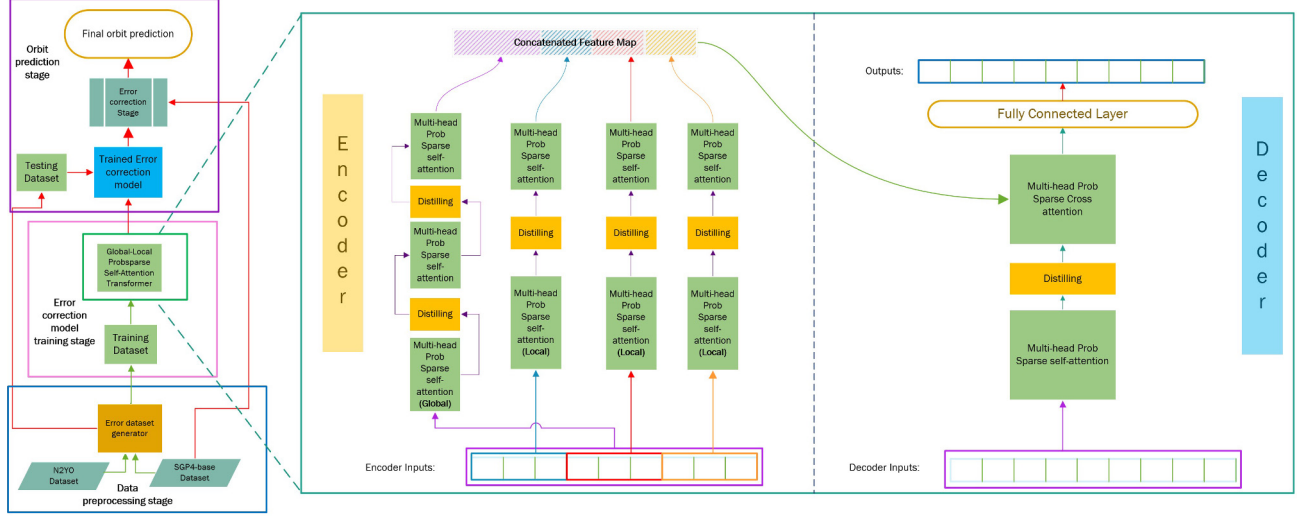 Final orbit prediction
Orbit
prediction
stage
Error
correction
Stage
Testing
Dataset
Trained Error
correction
model
Global-Local
Probsparse
Self-Attention
Transformer
Error
correction
model
training stage
Training
Dataset
Error dataset
generator
N2YO
Dataset
SGP4-base
Dataset
Data
preprocessing stage
Encoder
Concatenated Feature Map
Multi-head
Prob
Sparse
self-
attention
Distilling
Multi-head
Prob
Sparse
self-
attention
Distilling
Multi-head
Prob
Sparse
self-
attention
(Global)
Multi-head
Prob
Sparse
self-
attention
Distilling
Multi-head
Prob
Sparse
self-
attention
(Local)
Multi-head
Prob
Sparse
self-
attention
Distilling
Multi-head
Prob
Sparse
self-
attention
(Local)
Multi-head
Prob
Sparse
self-
attention
Distilling
Multi-head
Prob
Sparse
self-
attention
(Local)
Encoder Inputs:
Outputs:
Fully Connected Layer
Multi-head Prob
Sparse Cross
attention
Distilling
Multi-head Prob
Sparse self-attention
Decoder Inputs:
Decoder